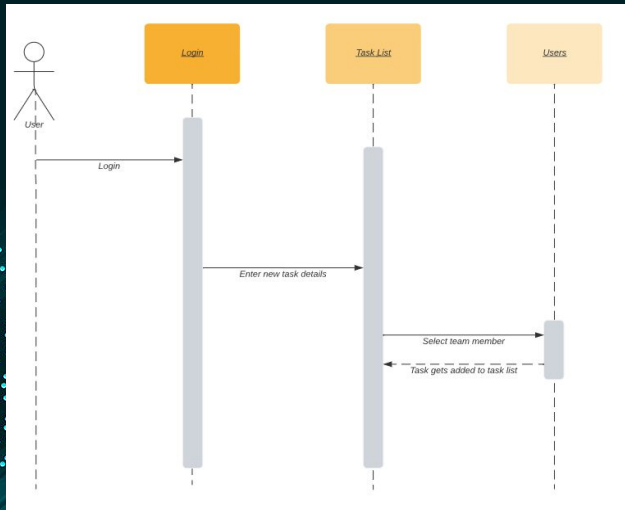 Login
Task List
Users
User
Login
Enter new task details
Select team member
Task gets added to task list